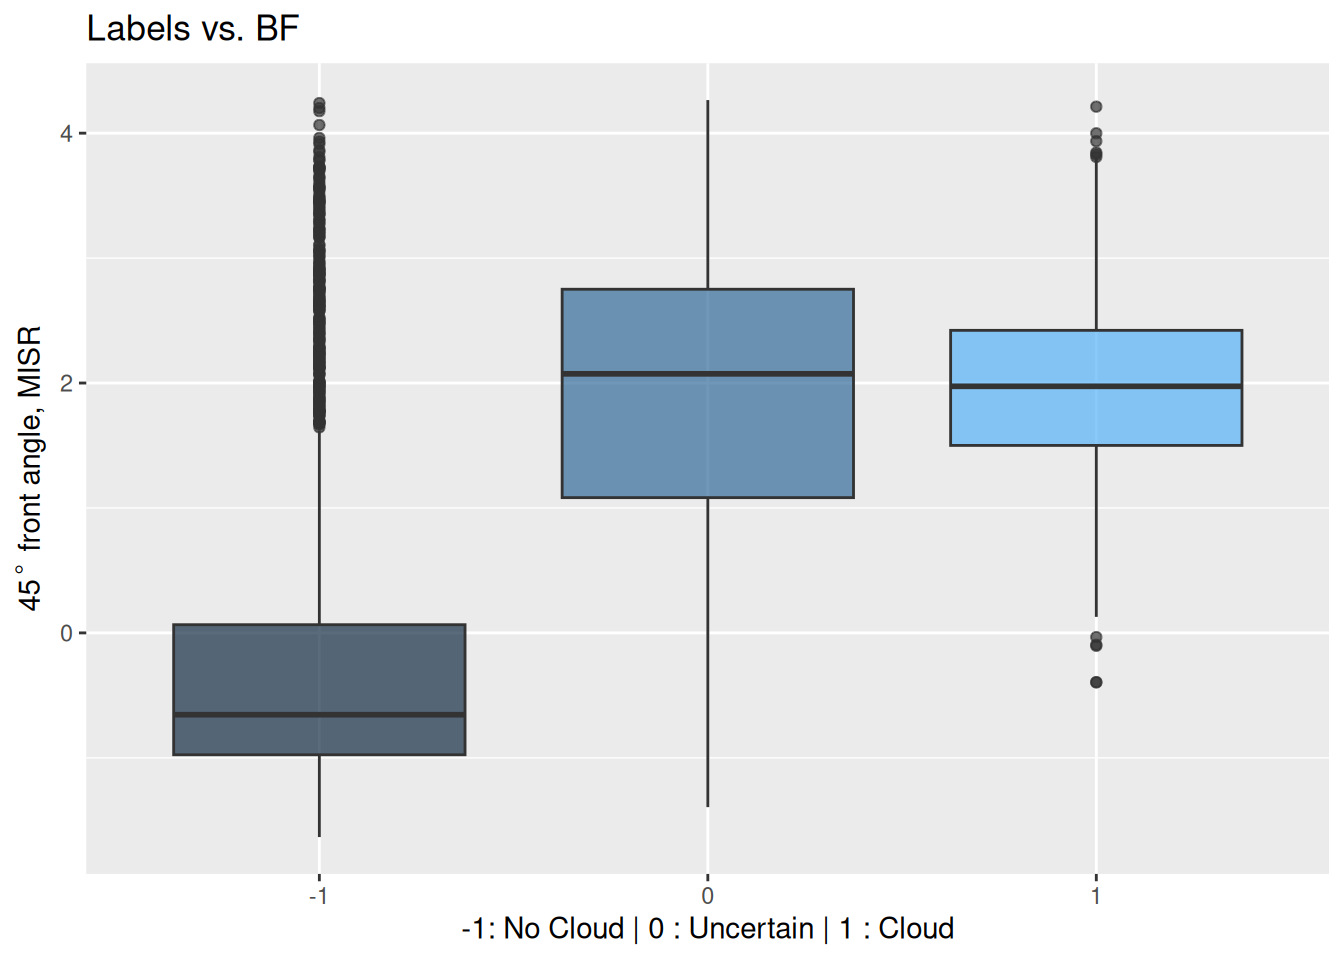 Labels vs. BF
45° front angle, MISR
4
2
0
-1
0
1
-1: No Cloud | 0 : Uncertain | 1 : Cloud